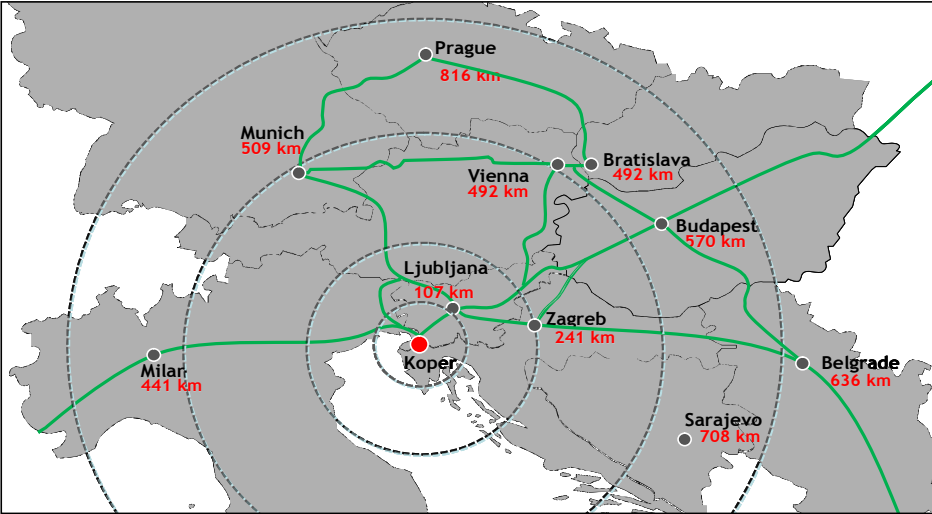 Prague
816 km
Munich
509 km
Bratislava
492 km
Vienna
492 km
Budapest
570 km
Ljubljana
107 km
Zagreb
241 km
Koper
Milan
441 km
Belgrade
636 km
Sarajevo
708 km